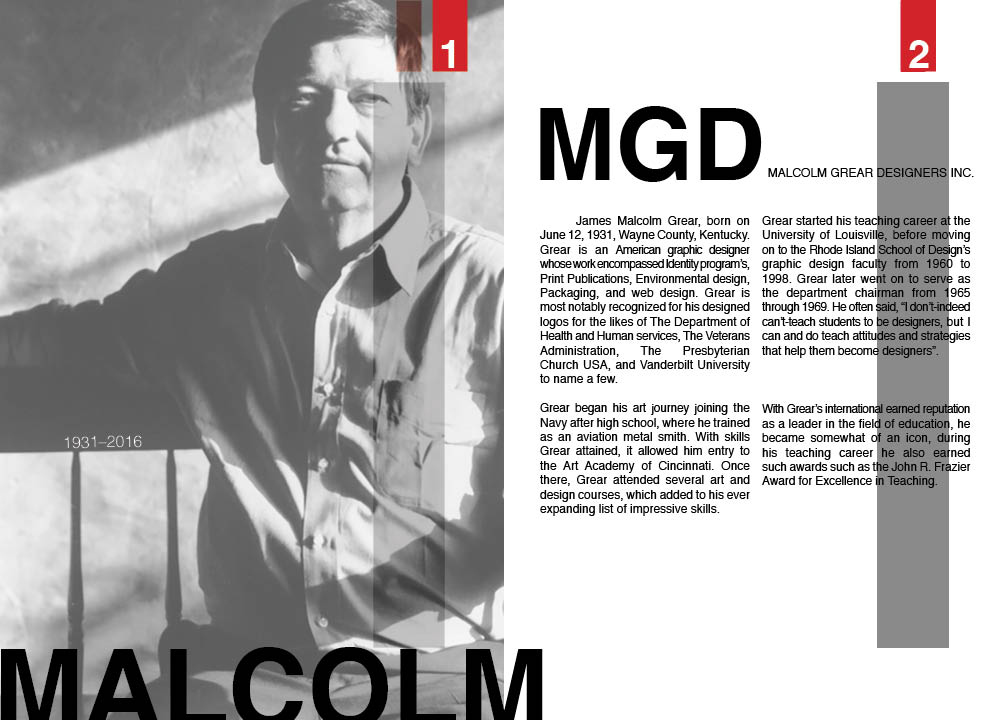 1
1931–2016
MALCOLM
2
MGD
MALCOLM GREAR DESIGNERS INC.
James Malcolm Grear, born on
June 12, 1931, Wayne County, Kentucky.
Grear is an American graphic designer
whose work encompassed Identity program's,
Print Publications, Environmental design,
Packaging, and web design. Grear is
most notably recognized for his designed
logos for the likes of The Department of
Health and Human services, The Veterans
Administration, The Presbyterian
Church USA, and Vanderbilt University
to name a few.
Grear began his art journey joining the
Navy after high school, where he trained
as an aviation metal smith. With skills
Grear attained, it allowed him entry to
the Art Academy of Cincinnati. Once
there, Grear attended several art and
design courses, which added to his ever
expanding list of impressive skills.
Grear started his teaching career at the
University of Louisville, before moving
on to the Rhode Island School of Design's
graphic design faculty from 1960 to
1998. Grear later went on to serve as
the department chairman from 1965
through 1969. He often said, “I don't-indeed
can't-teach students to be designers, but I
can and do teach attitudes and strategies
that help them become designers”.
With Grear's international earned reputation
as a leader in the field of education, he
became somewhat of an icon, during
his teaching career he also earned
such awards such as the John R. Frazier
Award for Excellence in Teaching.